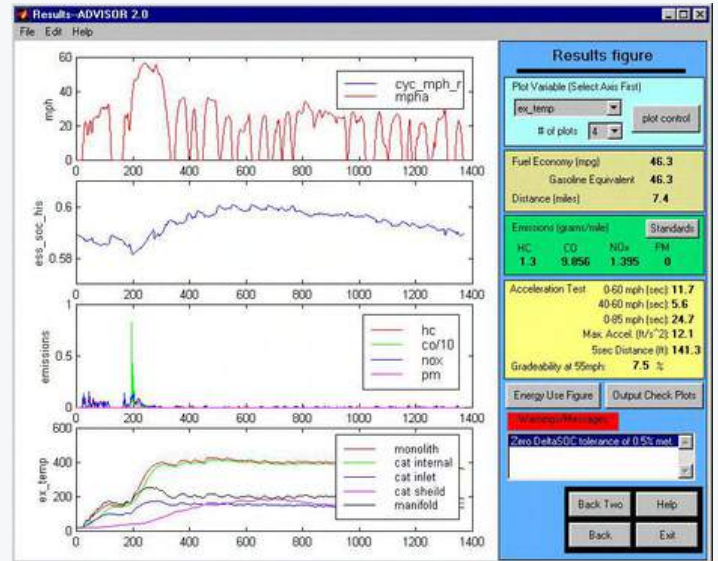 Results--ADVISOR 2.0
File Edit Help
60
40
20
0
mph
cyc_mph_r
mpha
0 200 400 600 800 1000 1200 1400
0.6
0.58
ess_soc_his
0 200 400 600 800 1000 1200 1400
1
0.5
0
emissions
hc
co/10
nox
pm
0 200 400 600 800 1000 1200 1400
600
400
200
0
ex_temp
monolith
cat internal
cat inlet
cat sheild
manifold
0 200 400 600 800 1000 1200 1400
Results figure
Plot Variable (Select Axis First)
ex_temp
# of plots 4
plot control
Fuel Economy (mpg) 46.3
Gasoline Equivalent 46.3
Distance (miles) 7.4
Emissions (grams/mile) Standards
HC CO NOx PM
1.3 9.856 1.395 0
Acceleration Test 0-60 mph (sec): 11.7
40-60 mph (sec): 5.6
0-85 mph (sec): 24.7
Max. Accel. (ft/s^2): 12.1
5sec Distance (ft): 141.3
Gradeability at 55mph: 7.5 %
Energy Use Figure Output Check Plots
Warnings/Messages
Zero DeltaSOC tolerance of 0.5% met
Back Two Help
Back Exit